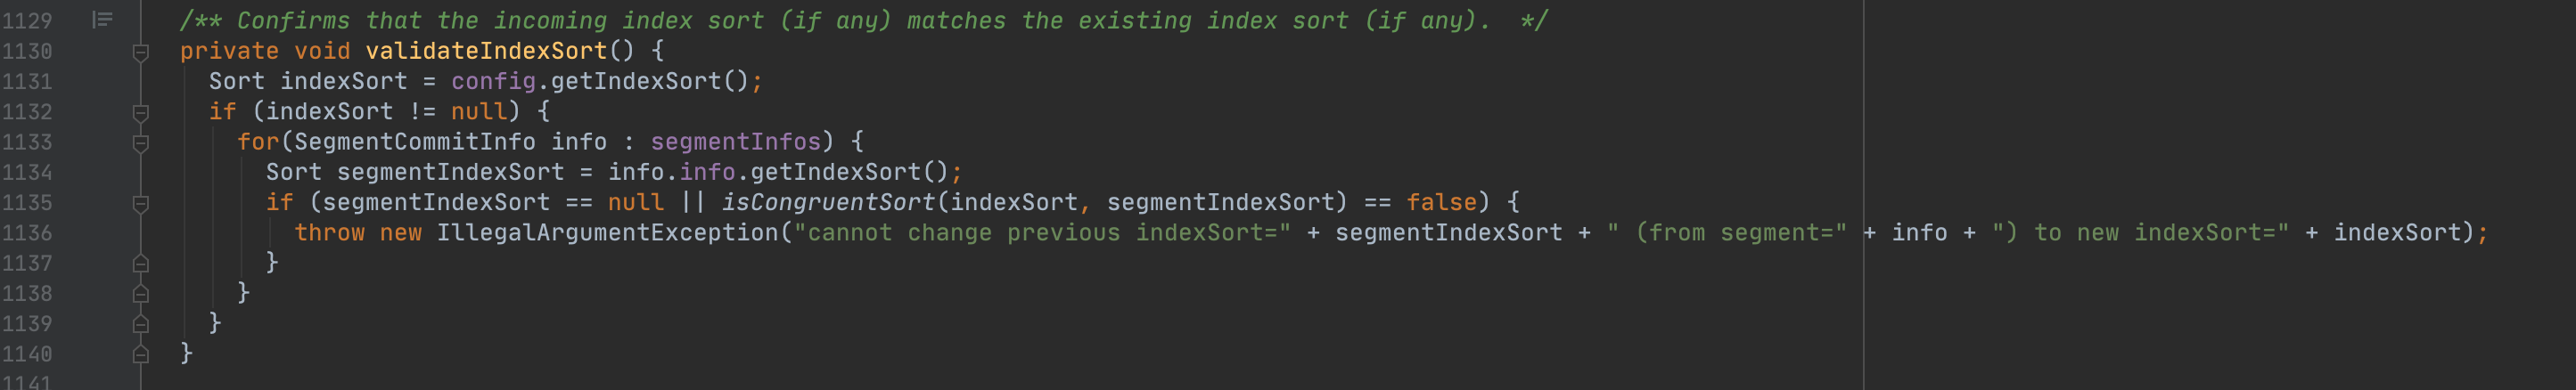 1129 /** Confirms that the incoming index sort (if any) matches the existing index sort (if any).  */
1130 private void validateIndexSort() {
1131   Sort indexSort = config.getIndexSort();
1132   if (indexSort != null) {
1133     for(SegmentCommitInfo info : segmentInfos) {
1134       Sort segmentIndexSort = info.info.getIndexSort();
1135       if (segmentIndexSort == null || isCongruentSort(indexSort, segmentIndexSort) == false) {
1136         throw new IllegalArgumentException("cannot change previous indexSort=" + segmentIndexSort + " (from segment=" + info + ") to new indexSort=" + indexSort);
1137       }
1138     }
1139   }
1140 }
1141